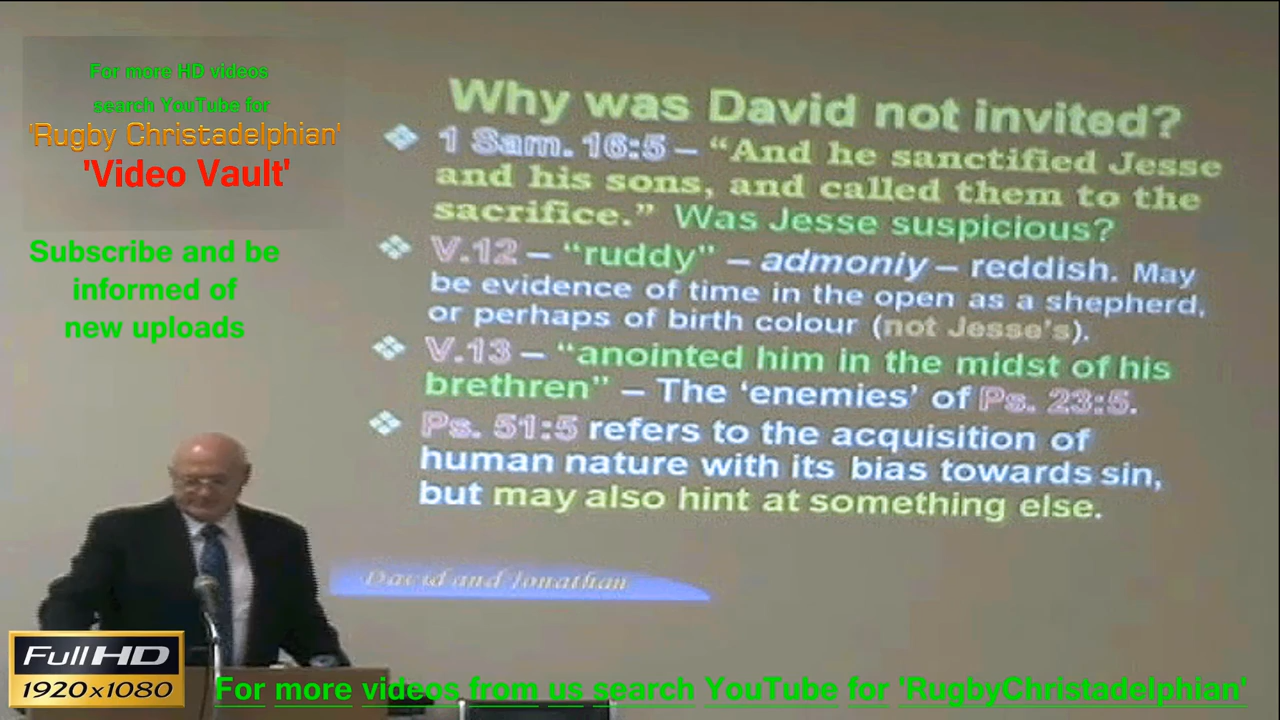 For more HD videos
search YouTube for
'Rugby Christadelphian'
'Video Vault'
Subscribe and be
informed of
new uploads
Why was David not invited?
1 Sam. 16:5 – “And he sanctified Jesse
and his sons, and called them to the
sacrifice.” Was Jesse suspicious?
V.12 – “ruddy” – admoniy – reddish. May
be evidence of time in the open as a shepherd,
or perhaps of birth colour (not Jesse’s).
V.13 – “anointed him in the midst of his
brethren” – The ‘enemies’ of Ps. 23:5.
Ps. 51:5 refers to the acquisition of
human nature with its bias towards sin,
but may also hint at something else.
David and Jonathan
Full HD
1920x1080
For more videos from us search YouTube for 'RugbyChristadelphian'